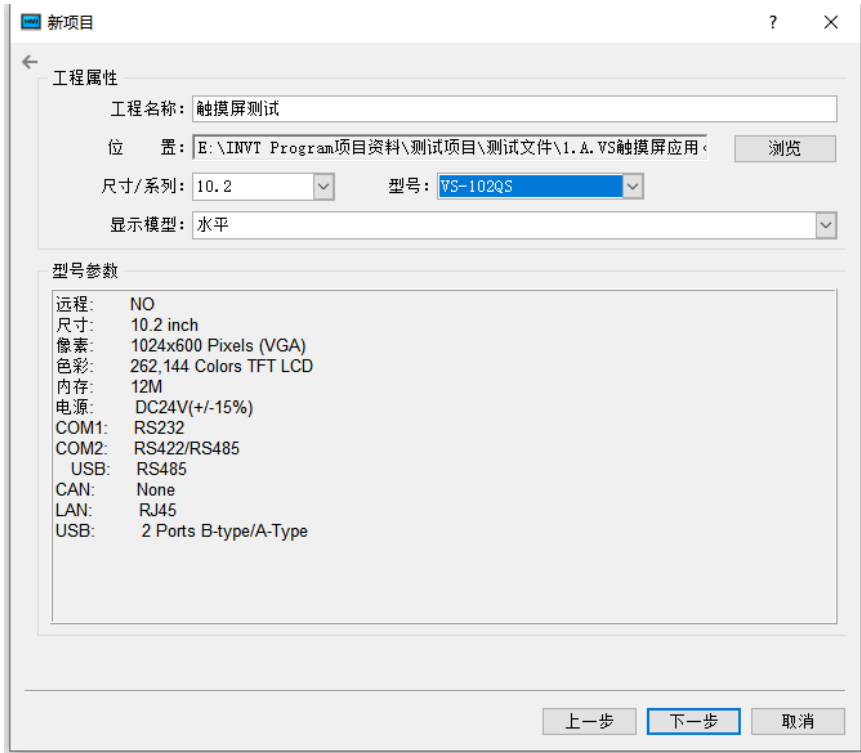 新项目
工程属性
工程名称: 触摸屏测试
位 置: E:\INVT Program项目资料\测试项目\测试文件\1.A.VS触摸屏应用 浏览
尺寸/系列: 10.2 型号: VS-102QS
显示模型: 水平
型号参数
远程: NO
尺寸: 10.2 inch
像素: 1024x600 Pixels (VGA)
色彩: 262,144 Colors TFT LCD
内存: 12M
电源: DC24V(+/-15%)
COM1: RS232
COM2: RS422/RS485
USB: RS485
CAN: None
LAN: RJ45
USB: 2 Ports B-type/A-Type
上一步 下一步 取消